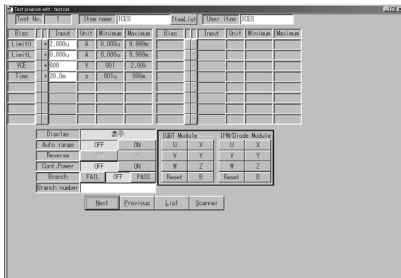 Test program edit testcat
Test No. 1 Item name ICES ItemList User item ICES
Bias Input Unit Minimum Maximum Bias Input Unit Minimum Maximum
LimitU + 2.000u A 0.000u 9.999m
LimitL + 0.000u A 0.000u 9.999m
VCE + 600 V 001 2.00k
Time + 20.0m s 001u 900m
Display 表示
Auto range OFF ON
Reverse
Cont.Power OFF ON
Branch FAIL OFF PASS
Branch number
IGBT Module IPM/Diode Module
U X U X
V Y V Y
W Z W Z
Reset B Reset B
Next Previous List Scanner